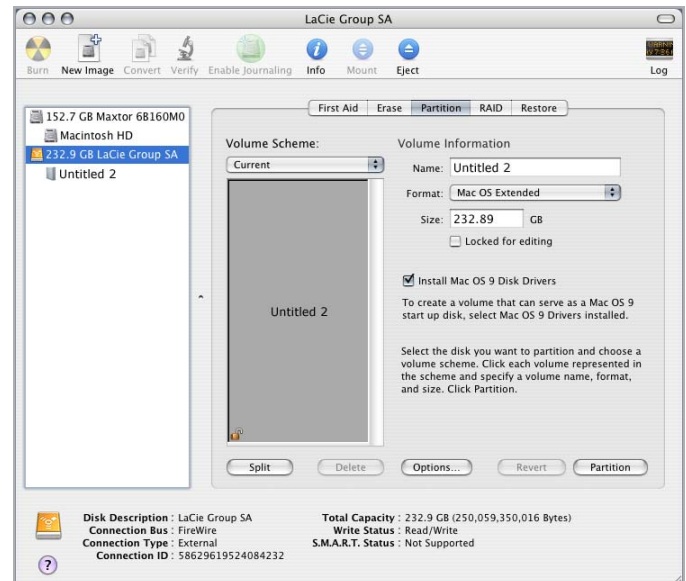 LaCie Group SA
Burn New Image Convert Verify Enable Journaling Info Mount Eject Log
First Aid Erase Partition RAID Restore
152.7 GB Maxtor 6B160M0
Macintosh HD
232.9 GB LaCie Group SA
Untitled 2
Volume Scheme:
Current
Untitled 2
Volume Information
Name: Untitled 2
Format: Mac OS Extended
Size: 232.89 GB
Locked for editing
Install Mac OS 9 Disk Drivers
To create a volume that can serve as a Mac OS 9
start up disk, select Mac OS 9 Drivers installed.
Select the disk you want to partition and choose a
volume scheme. Click each volume represented in
the scheme and specify a volume name, format,
and size. Click Partition.
Split Delete Options... Revert Partition
Disk Description : LaCie Group SA
Connection Bus : FireWire
Connection Type : External
Connection ID : 58629619524084232
Total Capacity : 232.9 GB (250,059,350,016 Bytes)
Write Status : Read/Write
S.M.A.R.T. Status : Not Supported
?